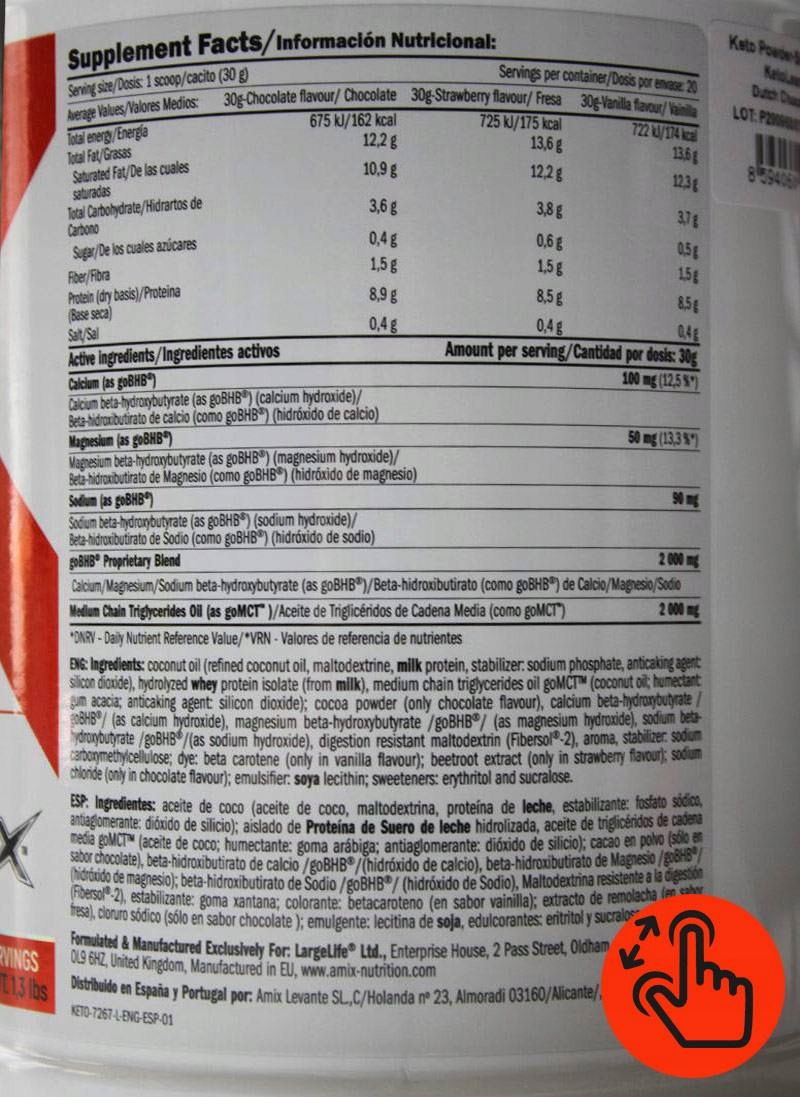 Supplement Facts/Información Nutricional:
Serving size/Dosis: 1 scoop/cacito (30 g) Servings per container/Dosis por envase: 20
Average Values/Valores Medios: 30g-Chocolate flavour/ Chocolate 30g-Strawberry flavour/ Fresa 30g-Vanilla flavour/ Vainilla
Total energy/Energía 675 kJ/162 kcal 725 kJ/175 kcal 722 kJ/174 kcal
Total Fat/Grasas 12,2 g 13,6 g 13,6 g
Saturated Fat/De las cuales saturadas 10,9 g 12,2 g 12,3 g
Total Carbohydrate/Hidrartos de Carbono 3,6 g 3,8 g 3,7 g
Sugar/De los cuales azúcares 0,4 g 0,6 g 0,5 g
Fiber/Fibra 1,5 g 1,5 g 1,5 g
Protein (dry basis)/Proteina (Base seca) 8,9 g 8,5 g 8,5 g
Salt/Sal 0,4 g 0,4 g 0,4 g
Active ingredients/Ingredientes activos Amount per serving/Cantidad por dosis: 30g
Calcium (as goBHB®) 100 mg (12,5 %*)
Calcium beta-hydroxybutyrate (as goBHB®) (calcium hydroxide)/
Beta-hidroxibutirato de calcio (como goBHB®) (hidróxido de calcio)
Magnesium (as goBHB®) 50 mg (13,3 %*)
Magnesium beta-hydroxybutyrate (as goBHB®) (magnesium hydroxide)/
Beta-hidroxibutirato de Magnesio (como goBHB®) (hidróxido de magnesio)
Sodium (as goBHB®) 90 mg
Sodium beta-hydroxybutyrate (as goBHB®) (sodium hydroxide)/
Beta-hidroxibutirato de Sodio (como goBHB®) (hidróxido de sodio)
goBHB® Proprietary Blend 2 000 mg
Calcium/Magnesium/Sodium beta-hydroxybutyrate (as goBHB®)/Beta-hidroxibutirato (como goBHB®) de Calcio/Magnesio/Sodio
Medium Chain Triglycerides Oil (as goMCT™ )/Aceite de Triglicéridos de Cadena Media (como goMCT™) 2 000 mg
*DNRV - Daily Nutrient Reference Value/*VRN - Valores de referencia de nutrientes
ENG: Ingredients: coconut oil (refined coconut oil, maltodextrine, milk protein, stabilizer: sodium phosphate, anticaking agent:
silicon dioxide), hydrolyzed whey protein isolate (from milk), medium chain triglycerides oil goMCT™ (coconut oil; humectant:
gum acacia; anticaking agent: silicon dioxide); cocoa powder (only chocolate flavour), calcium beta-hydroxybutyrate /
goBHB®/ (as calcium hydroxide), magnesium beta-hydroxybutyrate /goBHB®/ (as magnesium hydroxide), sodium beta-
hydroxybutyrate /goBHB®/(as sodium hydroxide), digestion resistant maltodextrin (Fibersol®-2), aroma, stabilizer: sodium
carboxymethylcellulose; dye: beta carotene (only in vanilla flavour); beetroot extract (only in strawberry flavour); sodium
chloride (only in chocolate flavour); emulsifier: soya lecithin; sweeteners: erythritol and sucralose.
ESP: Ingredientes: aceite de coco (aceite de coco, maltodextrina, proteína de leche, estabilizante: fosfato sódico,
antiaglomerante: dióxido de silicio); aislado de Proteína de Suero de leche hidrolizada, aceite de triglicéridos de cadena
media goMCT™ (aceite de coco; humectante: goma arábiga; antiaglomerante: dióxido de silicio); cacao en polvo (sólo en
sabor chocolate), beta-hidroxibutirato de calcio /goBHB®/(hidróxido de calcio), beta-hidroxibutirato de Magnesio /goBHB®/
(hidróxido de magnesio); beta-hidroxibutirato de Sodio /goBHB®/ (hidróxido de Sodio), Maltodextrina resistente a la digestión
(Fibersol®-2), estabilizante: goma xantana; colorante: betacaroteno (en sabor vainilla); extracto de remolacha (en sabor
fresa), cloruro sódico (sólo en sabor chocolate ); emulgente: lecitina de soja, edulcorantes: eritritol y
Formulated & Manufactured Exclusively For: LargeLife® Ltd., Enterprise House, 2 Pass Street, Oldham
OL9 6HZ, United Kingdom, Manufactured in EU, www.amix-nutrition.com
Distribuido en España y Portugal por: Amix Levante SL.,C/Holanda nº 23, Almoradi 03160/Alicante/,
KETO-7267-L-ENG-ESP-01
Keto
Dutch
LOT:
1,3 lbs